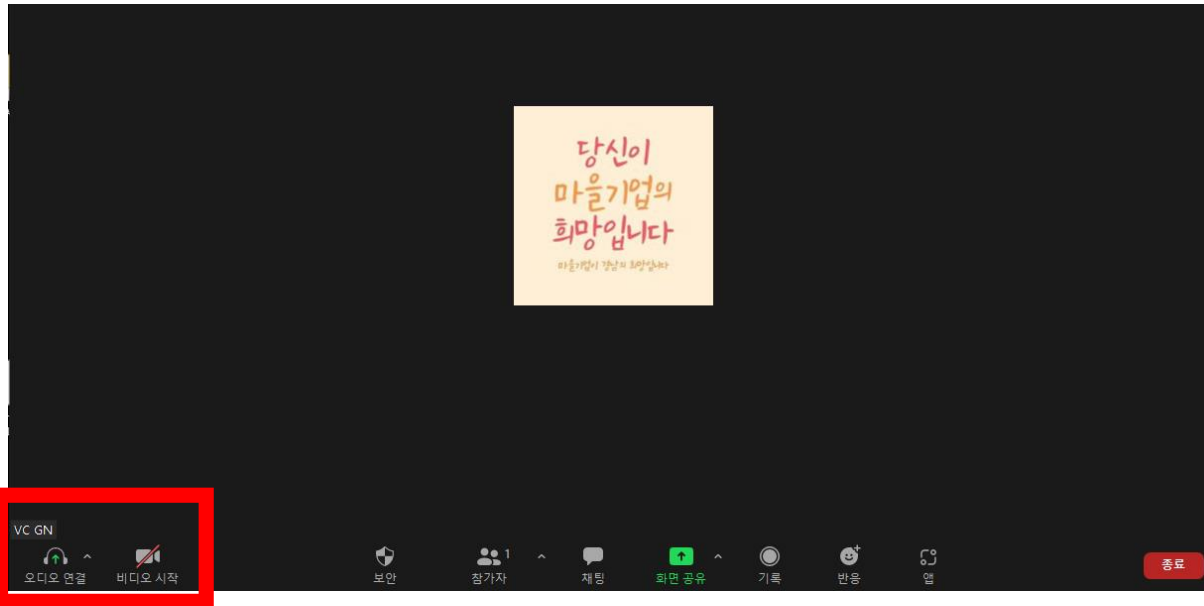 당신이
마을기업의
희망입니다
마을기업이 경남의 희망입니다
VC GN
오디오 연결
비디오 시작
보안
참가자
1
채팅
화면 공유
기록
반응
앱
종료